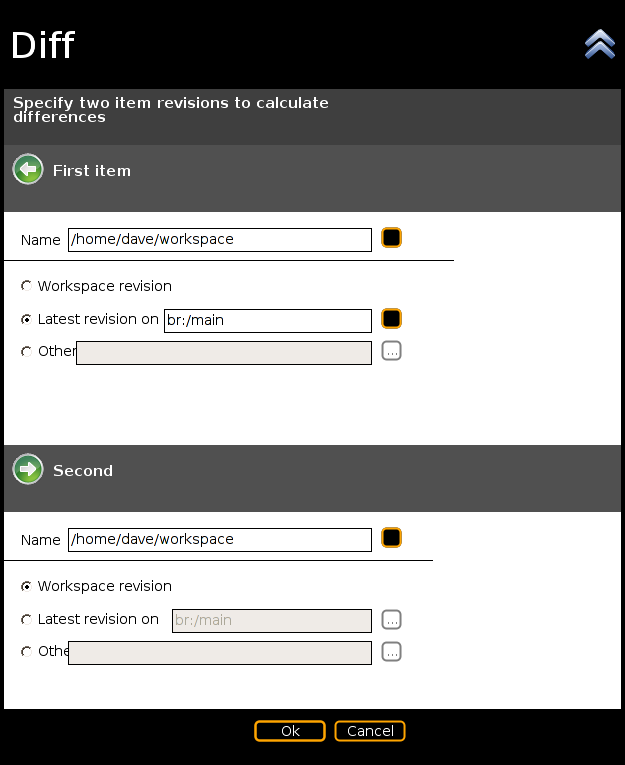 Diff
Specify two item revisions to calculate
differences
First item
Name /home/dave/workspace
Workspace revision
Latest revision on br:/main
Other ...
Second
Name /home/dave/workspace
Workspace revision
Latest revision on br:/main ...
Othe ...
Ok Cancel